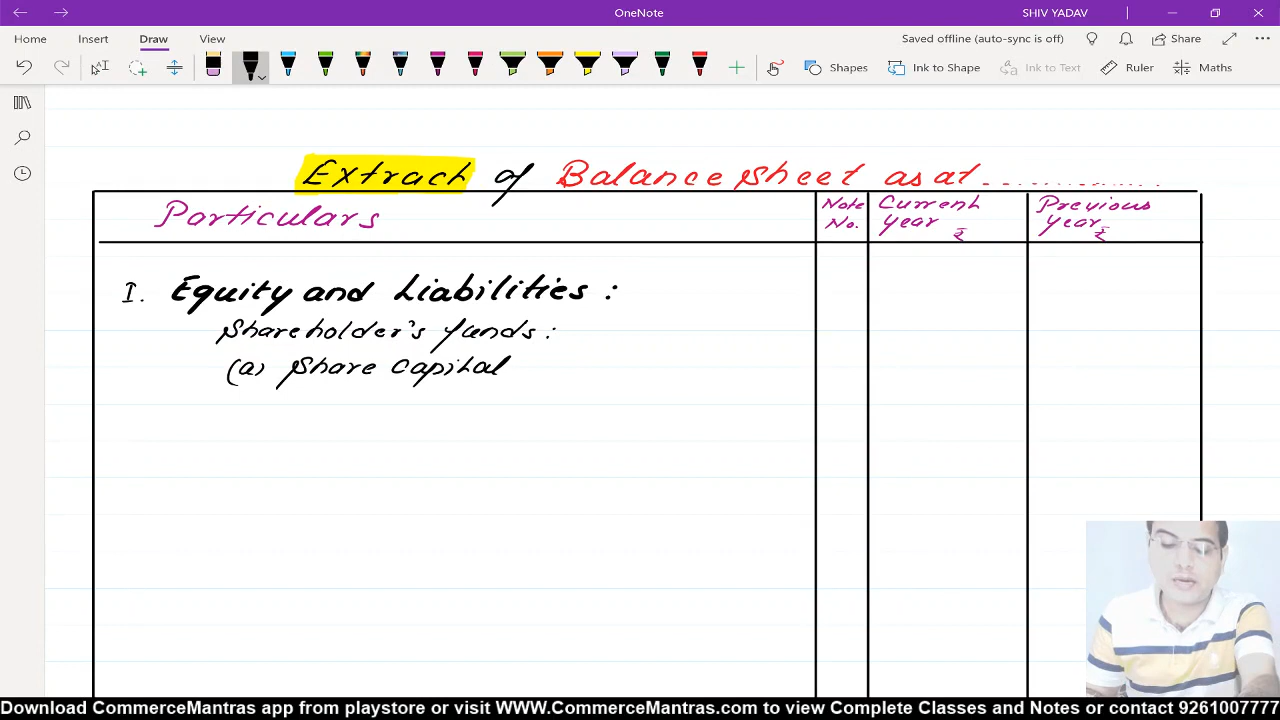 OneNote
SHIV YADAV
Home Insert Draw View
Saved offline (auto-sync is off)
Share
Shapes
Ink to Shape
Ink to Text
Ruler
Maths
Extract of Balance Sheet as at ............
Particulars
Note No.
Current Year ₹
Previous Year ₹
I. Equity and Liabilities :
Shareholder's funds :
(a) Share Capital
Download CommerceMantras app from playstore or visit WWW.CommerceMantras.com to view Complete Classes and Notes or contact 9261007777